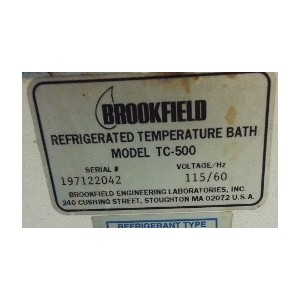 BROOKFIELD
REFRIGERATED TEMPERATURE BATH
MODEL TC-500
SERIAL # VOLTAGE/Hz
197122042 115/60
BROOKFIELD ENGINEERING LABORATORIES, INC.
240 CUSHING STREET, STOUGHTON MA 02072 U.S.A.
REFRIGERANT TYPE